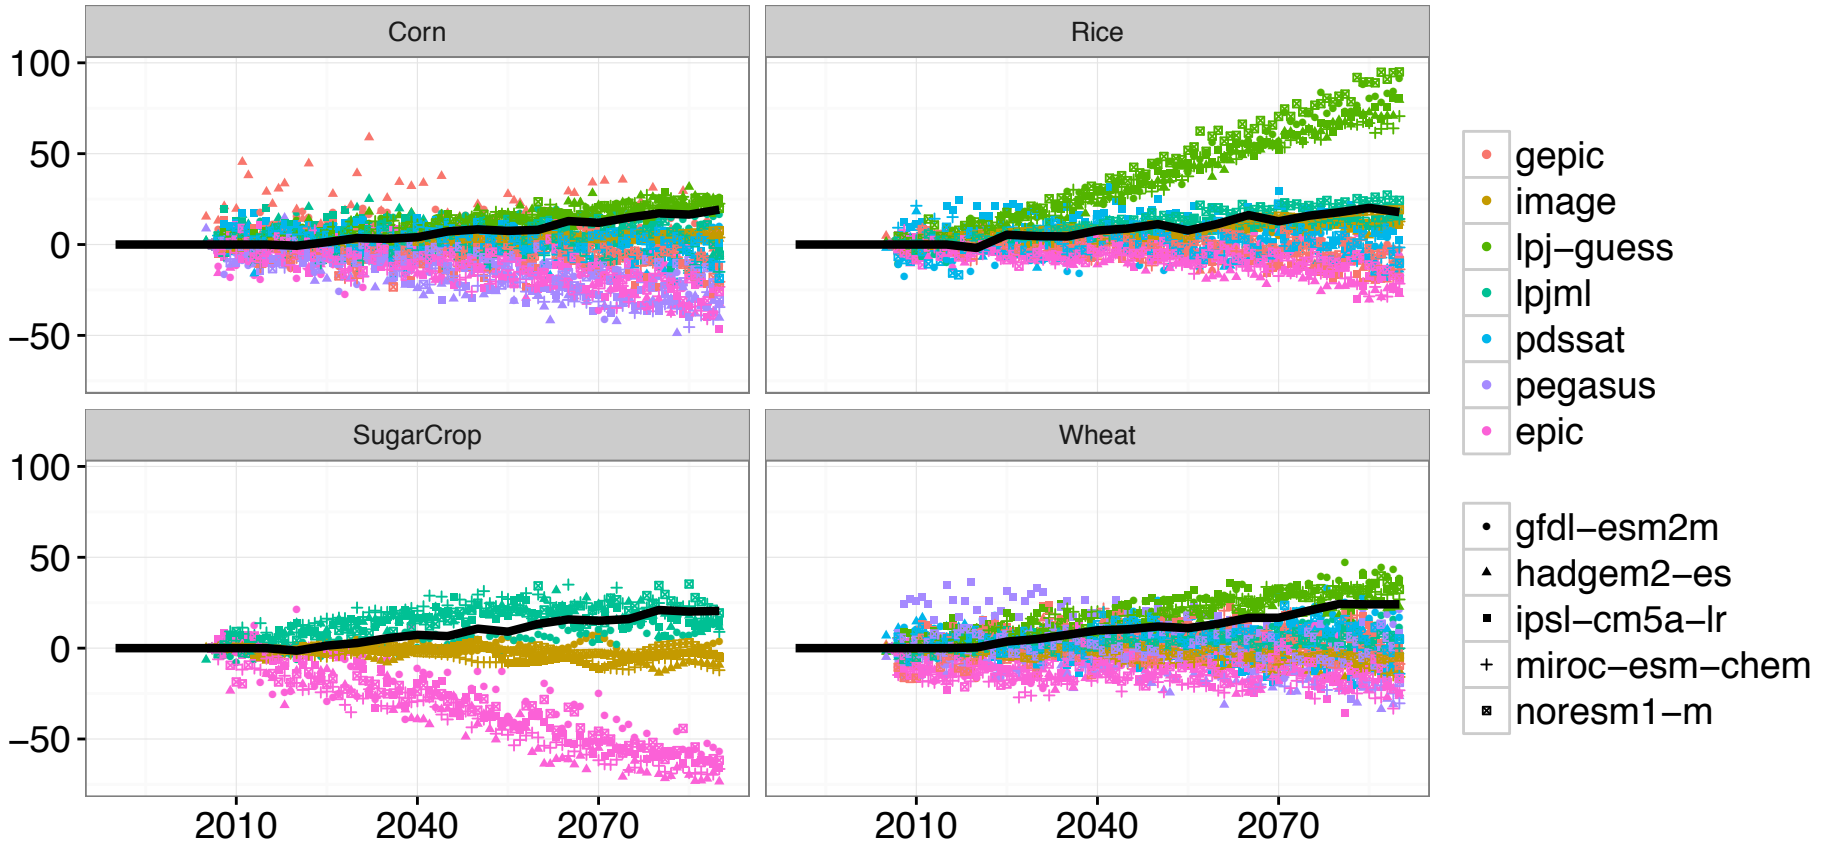 Corn
Rice
100
50
0
−50
SugarCrop
Wheat
100
50
0
−50
2010 2040 2070
2010 2040 2070
gepic
image
lpj−guess
lpjml
pdssat
pegasus
epic
gfdl−esm2m
hadgem2−es
ipsl−cm5a−lr
miroc−esm−chem
noresm1−m